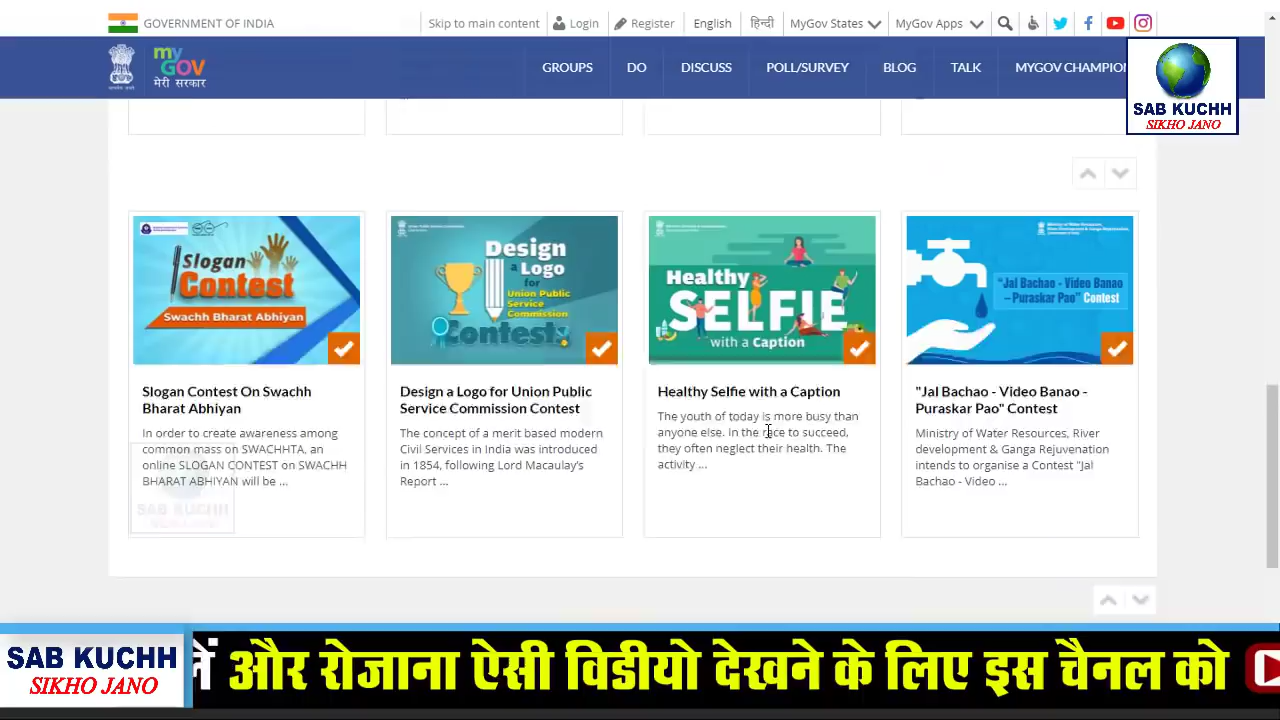 GOVERNMENT OF INDIA
Skip to main content
Login
Register
English
हिन्दी
MyGov States
MyGov Apps
my
GOV
मेरी सरकार
GROUPS
DO
DISCUSS
POLL/SURVEY
BLOG
TALK
MYGOV CHAMPION
SAB KUCHH
SIKHO JANO
Slogan
Contest
Swachh Bharat Abhiyan
Design
a Logo
for
Union Public
Service
Commission
Contest
Healthy
SELFIE
with a Caption
"Jal Bachao - Video Banao
– Puraskar Pao" Contest
Slogan Contest On Swachh
Bharat Abhiyan
In order to create awareness among
common mass on SWACHHTA, an
online SLOGAN CONTEST on SWACHH
BHARAT ABHIYAN will be ...
Design a Logo for Union Public
Service Commission Contest
The concept of a merit based modern
Civil Services in India was introduced
in 1854, following Lord Macaulay's
Report ...
Healthy Selfie with a Caption
The youth of today is more busy than
anyone else. In the race to succeed,
they often neglect their health. The
activity ...
"Jal Bachao - Video Banao -
Puraskar Pao" Contest
Ministry of Water Resources, River
development & Ganga Rejuvenation
intends to organise a Contest "Jal
Bachao - Video ...
SAB KUCHH
SAB KUCHH
SIKHO JANO
और रोजाना ऐसी विडीयो देखने के लिए इस चैनल को